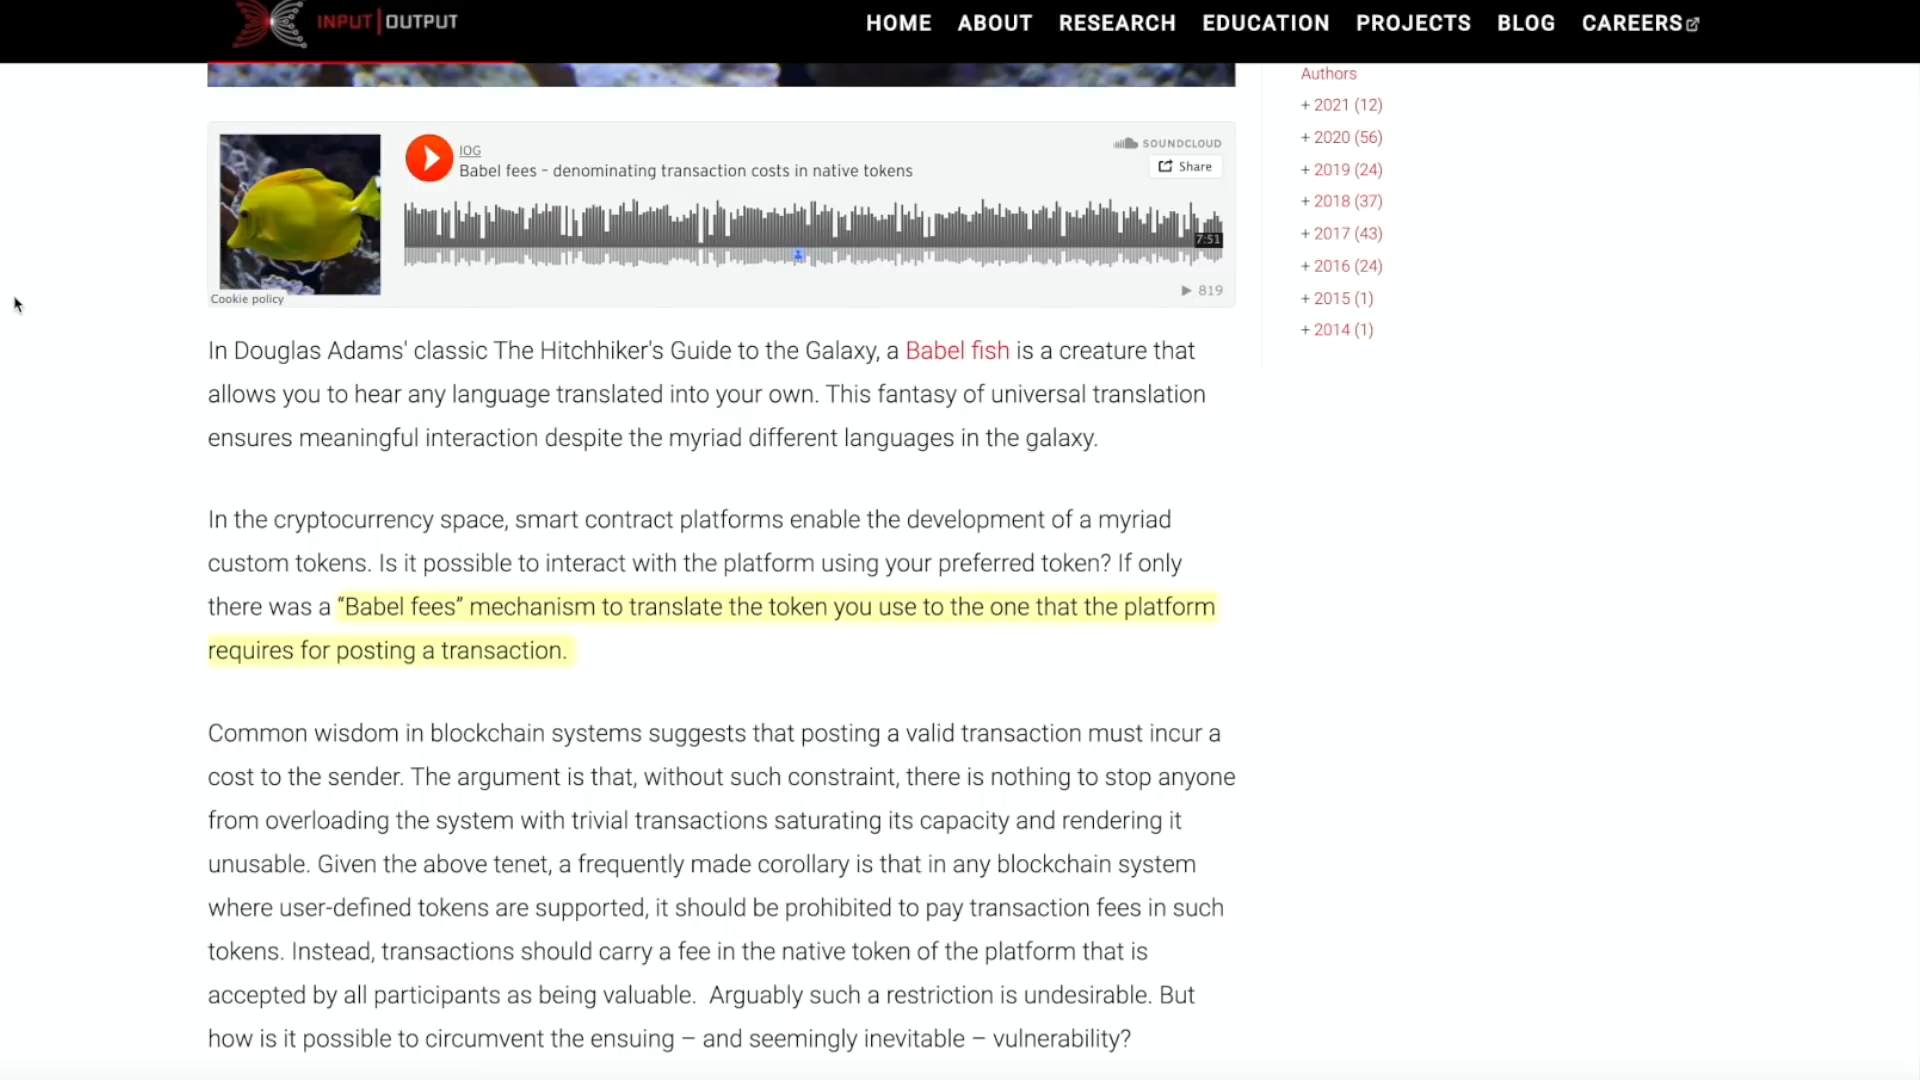 INPUT | OUTPUT
HOME ABOUT RESEARCH EDUCATION PROJECTS BLOG CAREERS
Authors
+ 2021 (12)
+ 2020 (56)
+ 2019 (24)
+ 2018 (37)
+ 2017 (43)
+ 2016 (24)
+ 2015 (1)
+ 2014 (1)
IOG
Babel fees – denominating transaction costs in native tokens
SOUNDCLOUD
Share
7:51
819
Cookie policy
In Douglas Adams' classic The Hitchhiker's Guide to the Galaxy, a Babel fish is a creature that
allows you to hear any language translated into your own. This fantasy of universal translation
ensures meaningful interaction despite the myriad different languages in the galaxy.
In the cryptocurrency space, smart contract platforms enable the development of a myriad
custom tokens. Is it possible to interact with the platform using your preferred token? If only
there was a “Babel fees” mechanism to translate the token you use to the one that the platform
requires for posting a transaction.
Common wisdom in blockchain systems suggests that posting a valid transaction must incur a
cost to the sender. The argument is that, without such constraint, there is nothing to stop anyone
from overloading the system with trivial transactions saturating its capacity and rendering it
unusable. Given the above tenet, a frequently made corollary is that in any blockchain system
where user-defined tokens are supported, it should be prohibited to pay transaction fees in such
tokens. Instead, transactions should carry a fee in the native token of the platform that is
accepted by all participants as being valuable. Arguably such a restriction is undesirable. But
how is it possible to circumvent the ensuing – and seemingly inevitable – vulnerability?